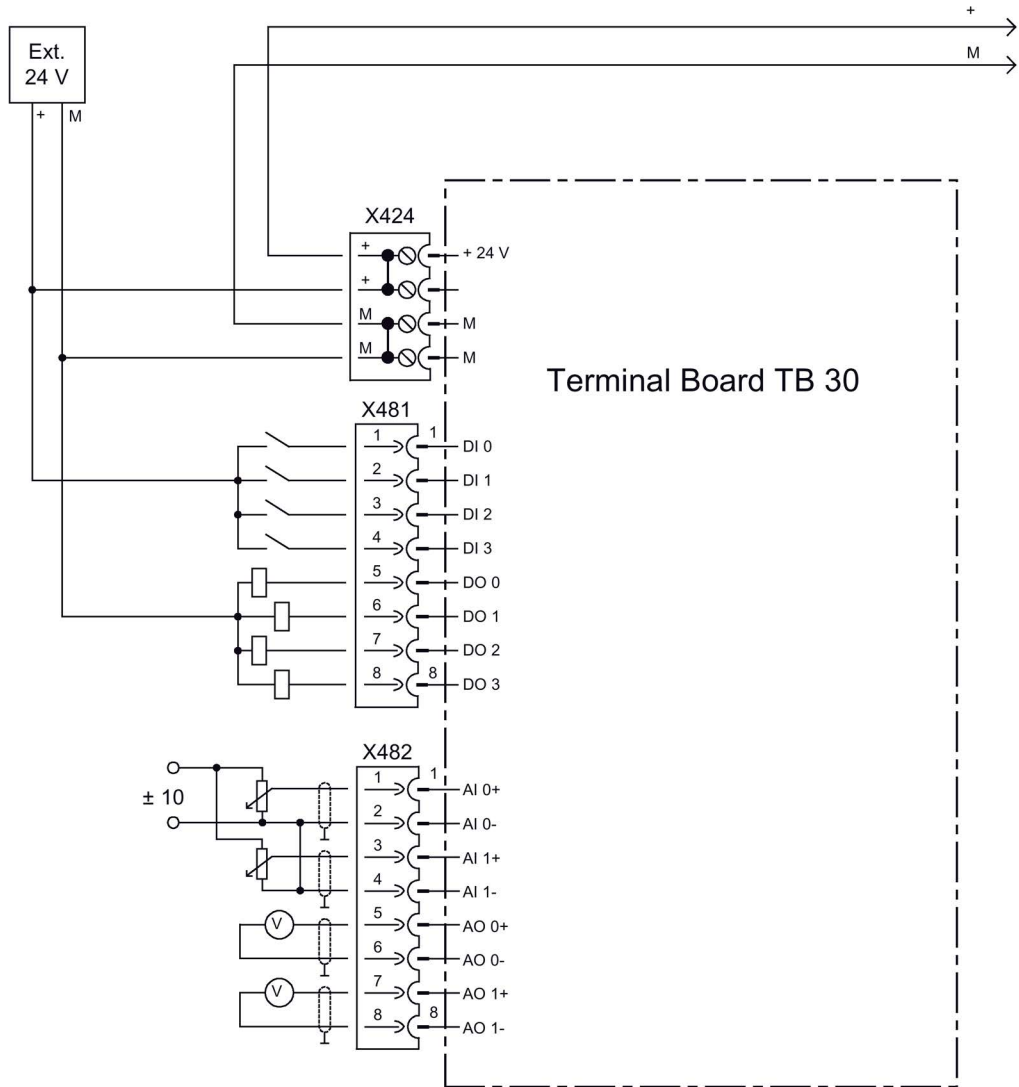 +
M
Ext.
24 V
+ M
X424
+ + 24 V
+
M M
M M
Terminal Board TB 30
X481
1 1 DI 0
2 DI 1
3 DI 2
4 DI 3
5 DO 0
6 DO 1
7 DO 2
8 8 DO 3
X482
± 10
1 1 AI 0+
2 AI 0-
3 AI 1+
4 AI 1-
V 5 AO 0+
6 AO 0-
V 7 AO 1+
8 8 AO 1-